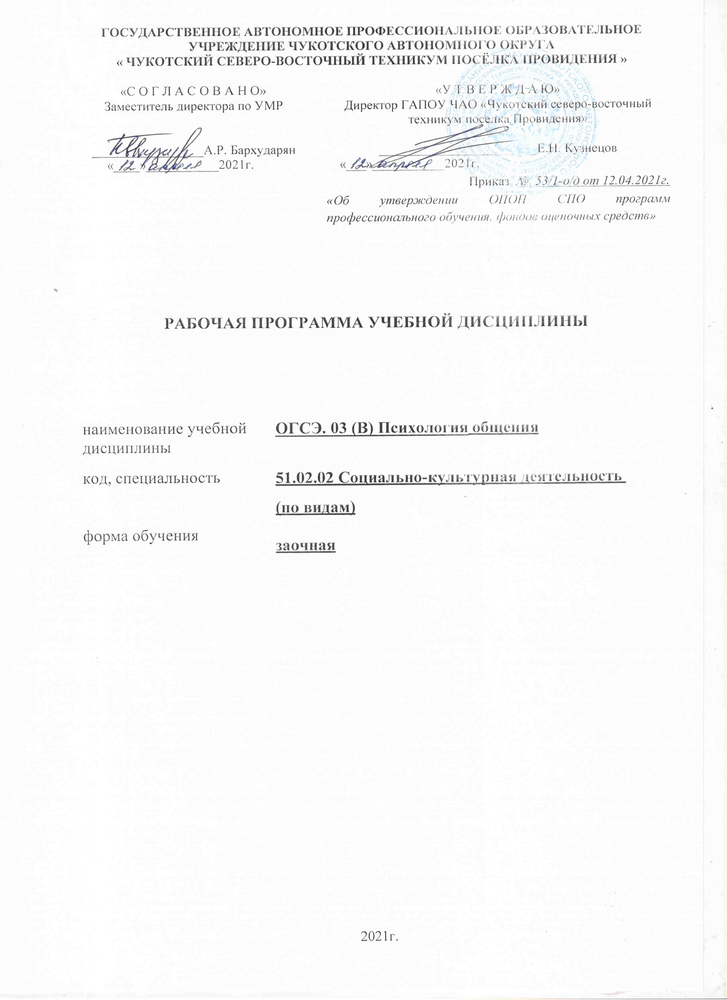 ГОСУДАРСТВЕННОЕ АВТОНОМНОЕ ПРОФЕССИОНАЛЬНОЕ ОБРАЗОВАТЕЛЬНОЕ
УЧРЕЖДЕНИЕ ЧУКОТСКОГО АВТОНОМНОГО ОКРУГА
« ЧУКОТСКИЙ СЕВЕРО-ВОСТОЧНЫЙ ТЕХНИКУМ ПОСЁЛКА ПРОВИДЕНИЯ »
«С О Г Л А С О В А Н О»
Заместитель директора по УМР
А.Р. Бархударян
«12» апреля 2021г.
«У Т В Е Р Ж Д А Ю»
Директор ГАПОУ ЧАО «Чукотский северо-восточный
техникум поселка Провидения»
Е.Н. Кузнецов
«12» апреля 2021г.
Приказ № 53/1-о/д от 12.04.2021г.
«Об утверждении ОПОП СПО программ
профессионального обучения, фондов оценочных средств»
РАБОЧАЯ ПРОГРАММА УЧЕБНОЙ ДИСЦИПЛИНЫ
наименование учебной
дисциплины
ОГСЭ. 03 (В) Психология общения
код, специальность
51.02.02 Социально-культурная деятельность
(по видам)
форма обучения
заочная
2021г.